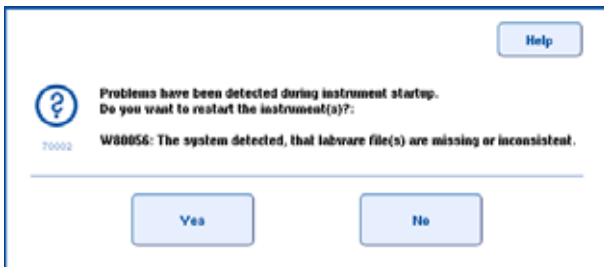 Help
Problems have been detected during instrument startup.
Do you want to restart the instrument(s)?:
70002
W80056: The system detected, that labware file(s) are missing or inconsistent.
Yes
No